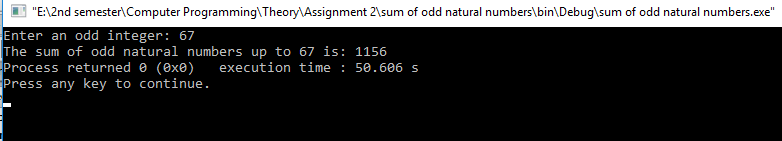 "E:\2nd semester\Computer Programming\Theory\Assignment 2\sum of odd natural numbers\bin\Debug\sum of odd natural numbers.exe"
Enter an odd integer: 67
The sum of odd natural numbers up to 67 is: 1156
Process returned 0 (0x0)   execution time : 50.606 s
Press any key to continue.